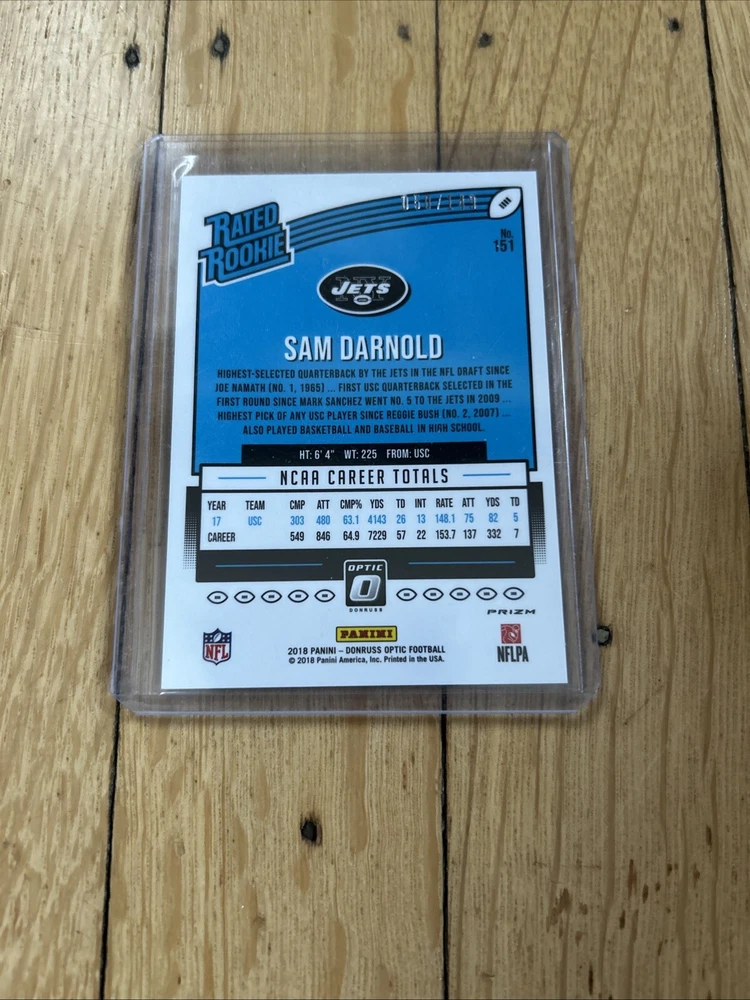 RATED
ROOKIE
No.
151
JETS
SAM DARNOLD
HIGHEST-SELECTED QUARTERBACK BY THE JETS IN THE NFL DRAFT SINCE
JOE NAMATH (NO. 1, 1965) ... FIRST USC QUARTERBACK SELECTED IN THE
FIRST ROUND SINCE MARK SANCHEZ WENT NO. 5 TO THE JETS IN 2009 ...
HIGHEST PICK OF ANY USC PLAYER SINCE REGGIE BUSH (NO. 2, 2007) ...
ALSO PLAYED BASKETBALL AND BASEBALL IN HIGH SCHOOL.
HT: 6' 4" WT: 225 FROM: USC
NCAA CAREER TOTALS
YEAR TEAM CMP ATT CMP% YDS TD INT RATE ATT YDS TD
17 USC 303 480 63.1 4143 26 13 148.1 75 82 5
CAREER 549 846 64.9 7229 57 22 153.7 137 332 7
OPTIC
DONRUSS
PRIZM
PANINI
NFL
2018 PANINI – DONRUSS OPTIC FOOTBALL
© 2018 Panini America, Inc. Printed in the USA.
NFLPA